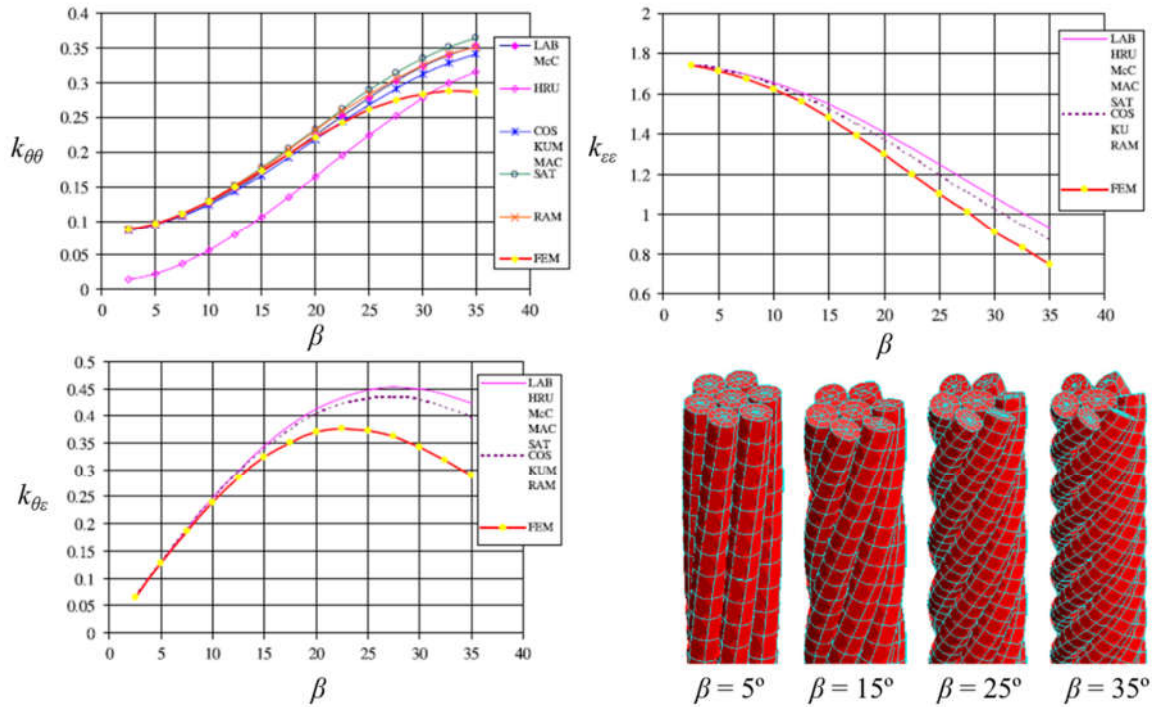 0.4
0.35
0.3
0.25
0.2
0.15
0.1
0.05
0
kθθ
0 5 10 15 20 25 30 35 40
β
LAB
McC
HRU
COS
KUM
MAC
SAT
RAM
FEM
2
1.8
1.6
1.4
1.2
1
0.8
0.6
kεε
0 5 10 15 20 25 30 35 40
β
LAB
HRU
McC
MAC
SAT
COS
KU
RAM
FEM
0.5
0.45
0.4
0.35
0.3
0.25
0.2
0.15
0.1
0.05
0
kθε
0 5 10 15 20 25 30 35 40
β
LAB
HRU
McC
MAC
SAT
COS
KUM
RAM
FEM
β = 5º β = 15º β = 25º β = 35º